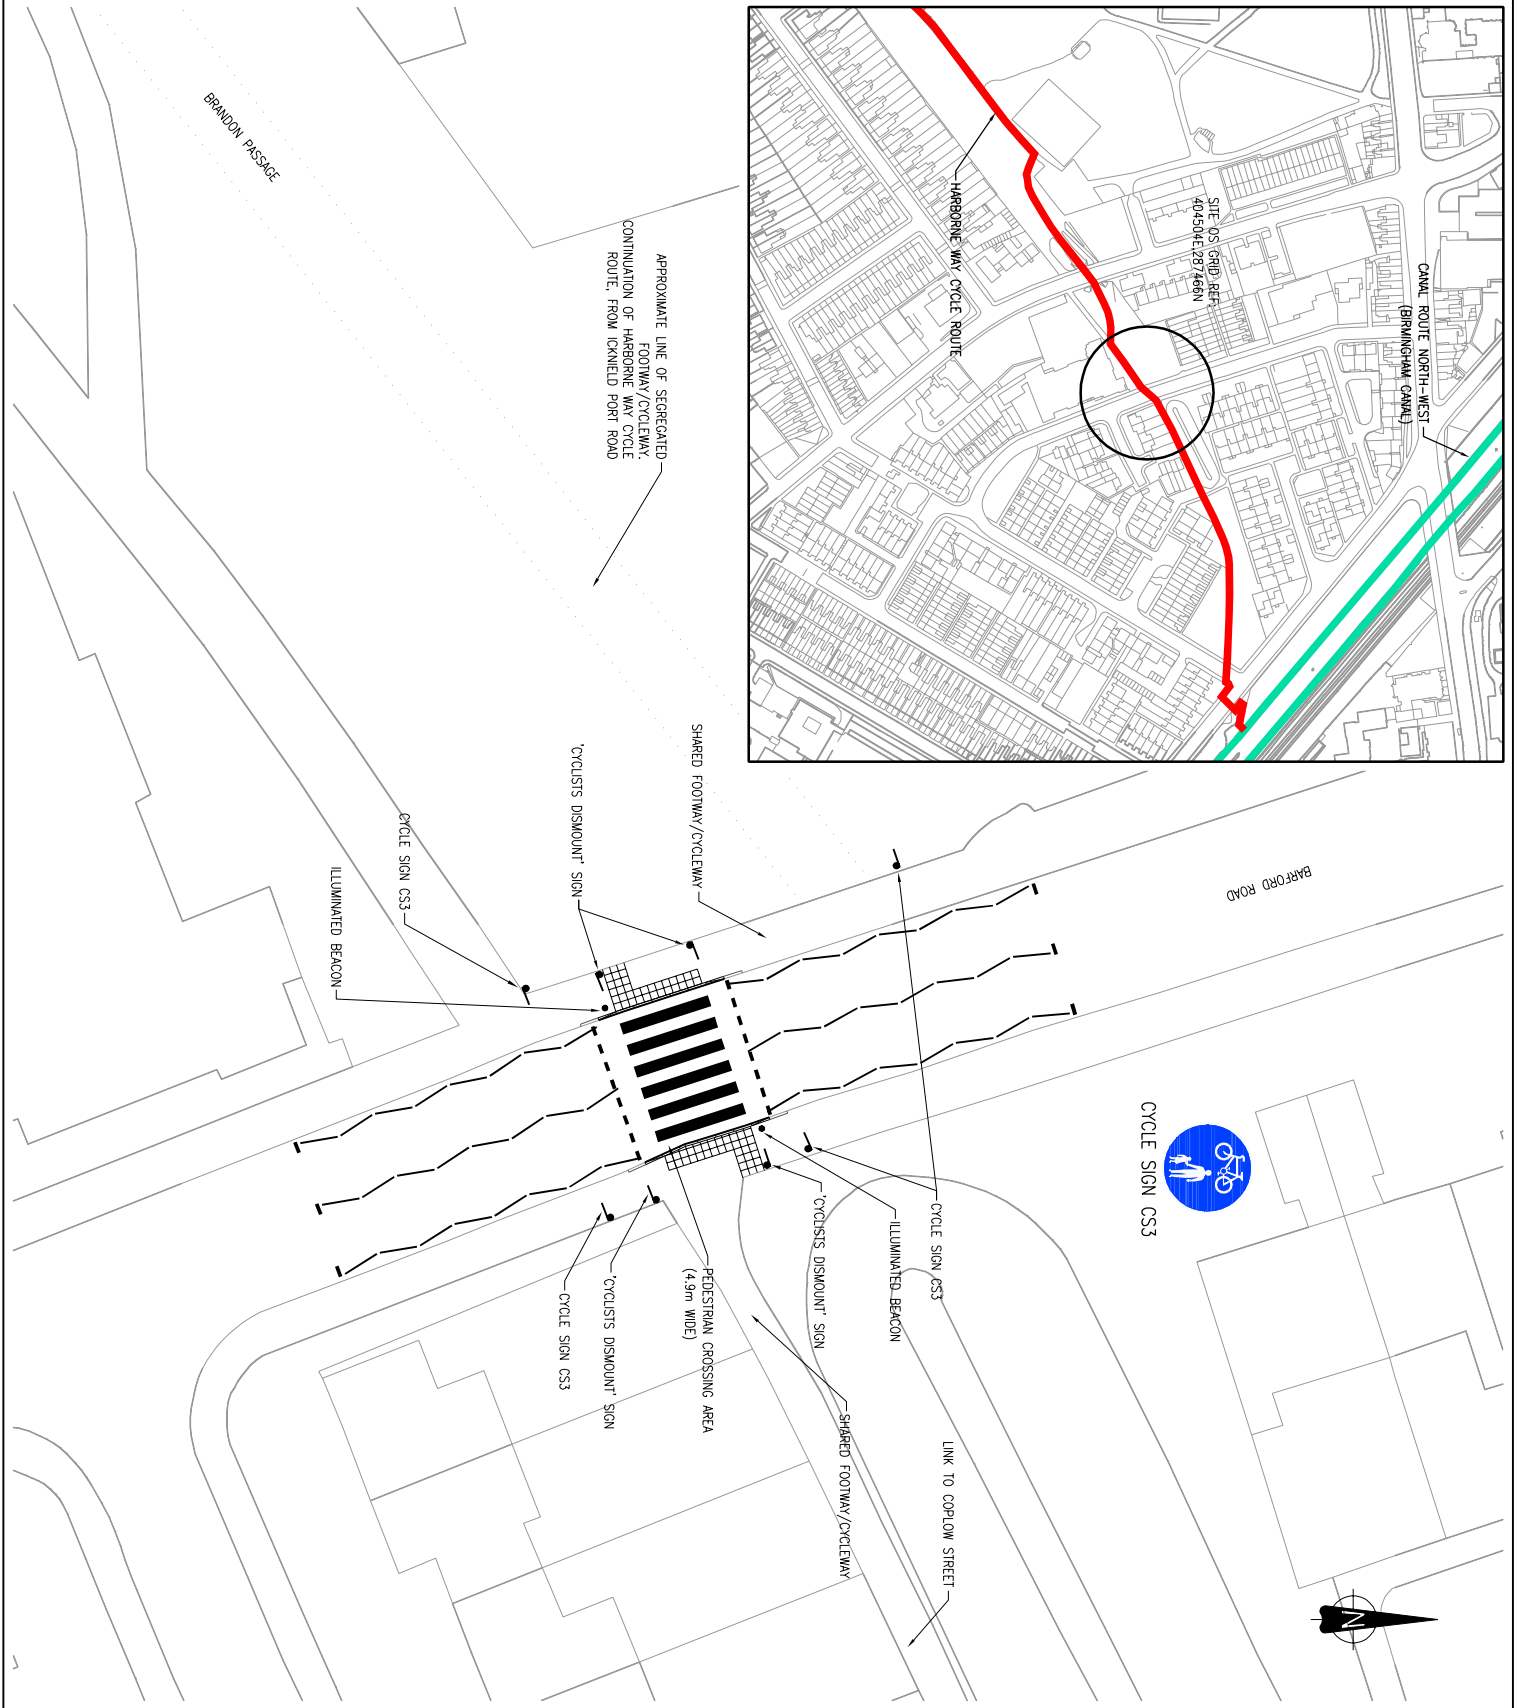 CANAL ROUTE NORTH-WEST
(BIRMINGHAM CANAL)
SITE OS GRID REF:
404504E,287466N
HARBORNE WAY CYCLE ROUTE
BRANDON PASSAGE
APPROXIMATE LINE OF SEGREGATED
FOOTWAY/CYCLEWAY.
CONTINUATION OF HARBORNE WAY CYCLE
ROUTE, FROM ICKNIELD PORT ROAD
BARFORD ROAD
SHARED FOOTWAY/CYCLEWAY
'CYCLISTS DISMOUNT' SIGN
CYCLE SIGN CS3
ILLUMINATED BEACON
CYCLE SIGN CS3
CYCLE SIGN CS3
ILLUMINATED BEACON
'CYCLISTS DISMOUNT' SIGN
PEDESTRIAN CROSSING AREA
(4.9m WIDE)
'CYCLISTS DISMOUNT' SIGN
CYCLE SIGN CS3
SHARED FOOTWAY/CYCLEWAY
LINK TO COPLOW STREET
N